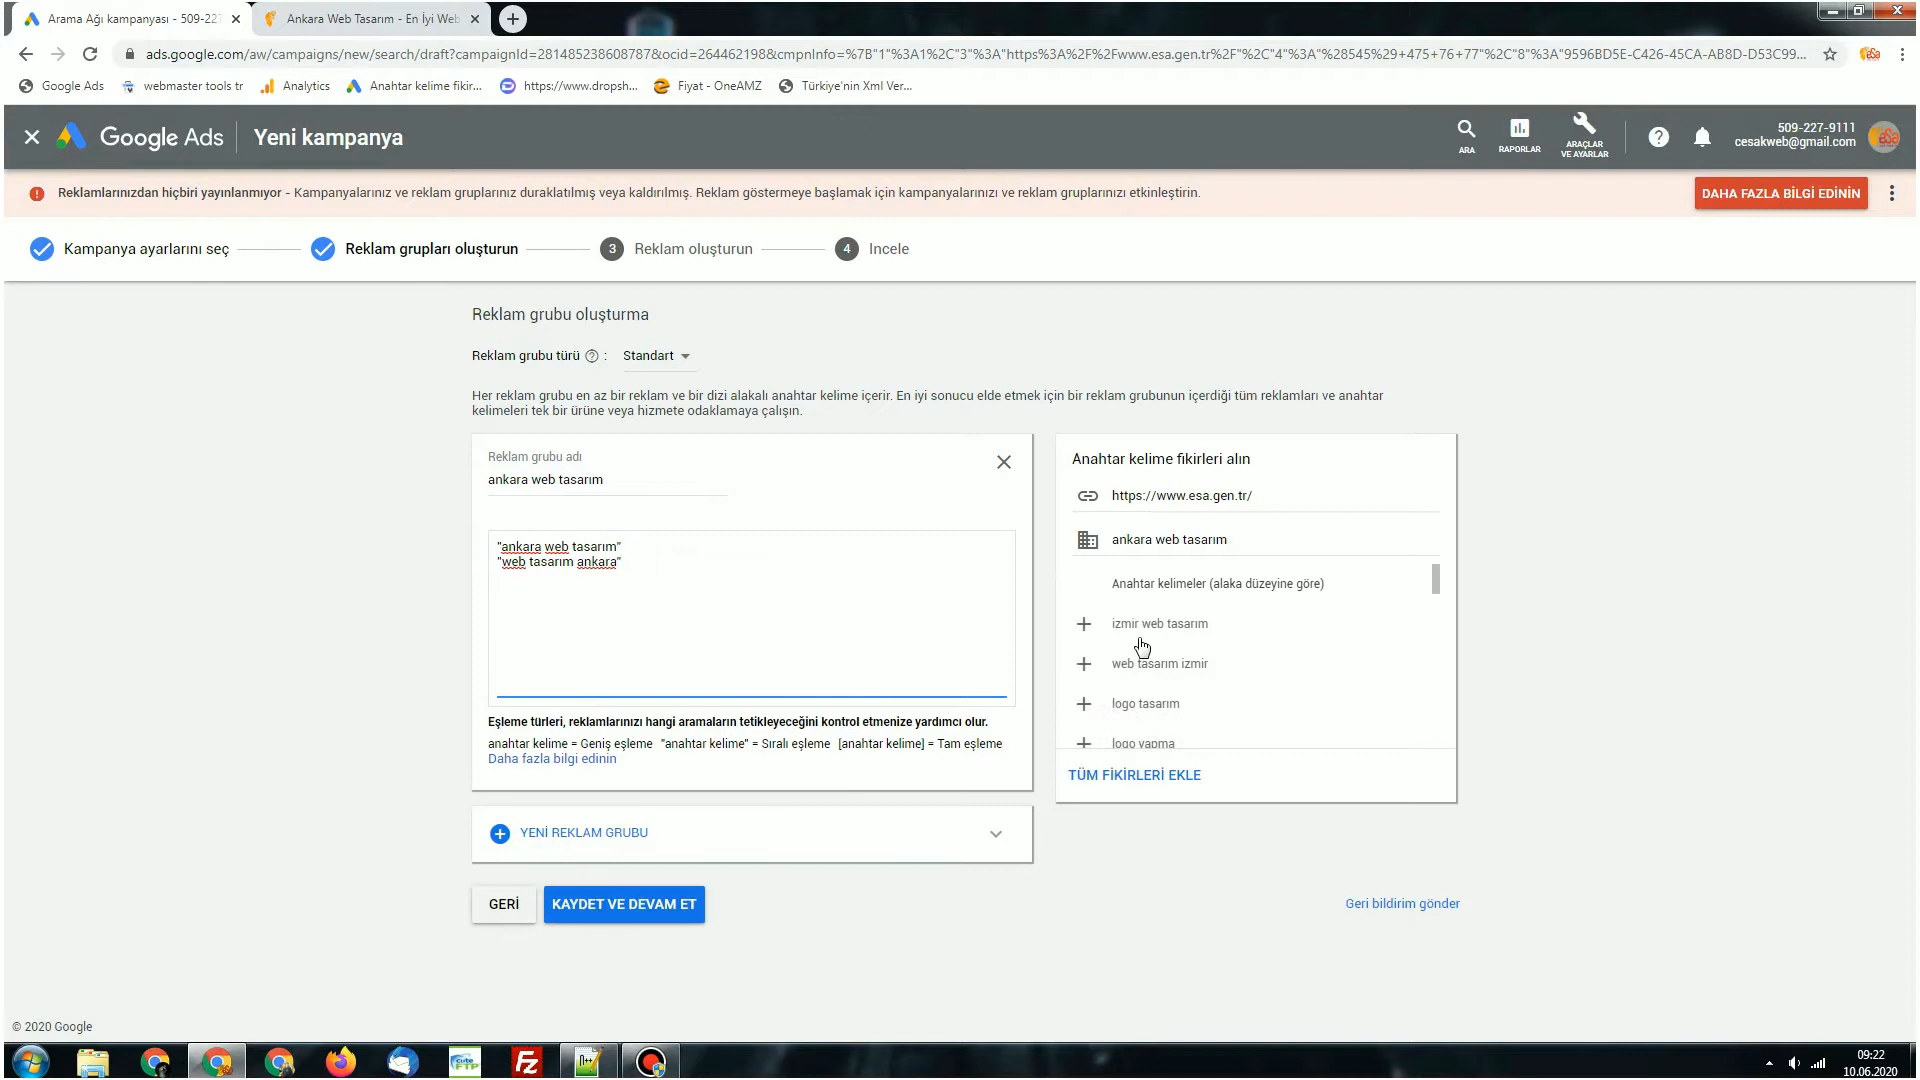 Arama Ağı kampanyası - 509-227
Ankara Web Tasarım - En İyi Web
ads.google.com/aw/campaigns/new/search/draft?campaignId=281485238608787&ocid=264462198&cmpnInfo=%7B"1"%3A1%2C"3"%3A"https%3A%2F%2Fwww.esa.gen.tr%2F"%2C"4"%3A"%28545%29+475+76+77"%2C"8"%3A"9596BD5E-C426-45CA-AB8D-D53C99...
Google Ads
webmaster tools tr
Analytics
Anahtar kelime fikir...
https://www.dropsh...
Fiyat - OneAMZ
Türkiye'nin Xml Ver...
Google Ads
Yeni kampanya
ARA
RAPORLAR
ARAÇLAR
VE AYARLAR
509-227-9111
cesakweb@gmail.com
Reklamlarınızdan hiçbiri yayınlanmıyor - Kampanyalarınız ve reklam gruplarınız duraklatılmış veya kaldırılmış. Reklam göstermeye başlamak için kampanyalarınızı ve reklam gruplarınızı etkinleştirin.
DAHA FAZLA BİLGİ EDİNİN
Kampanya ayarlarını seç
Reklam grupları oluşturun
3 Reklam oluşturun
4 Incele
Reklam grubu oluşturma
Reklam grubu türü ? : Standart
Her reklam grubu en az bir reklam ve bir dizi alakalı anahtar kelime içerir. En iyi sonucu elde etmek için bir reklam grubunun içerdiği tüm reklamları ve anahtar
kelimeleri tek bir ürüne veya hizmete odaklamaya çalışın.
Reklam grubu adı
ankara web tasarım
"ankara web tasarım"
"web tasarım ankara"
Eşleme türleri, reklamlarınızı hangi aramaların tetikleyeceğini kontrol etmenize yardımcı olur.
anahtar kelime = Geniş eşleme "anahtar kelime" = Sıralı eşleme [anahtar kelime] = Tam eşleme
Daha fazla bilgi edinin
YENİ REKLAM GRUBU
Anahtar kelime fikirleri alın
https://www.esa.gen.tr/
ankara web tasarım
Anahtar kelimeler (alaka düzeyine göre)
izmir web tasarım
web tasarım izmir
logo tasarım
logo yapma
TÜM FİKİRLERİ EKLE
GERİ
KAYDET VE DEVAM ET
Geri bildirim gönder
© 2020 Google
09:22
10.06.2020